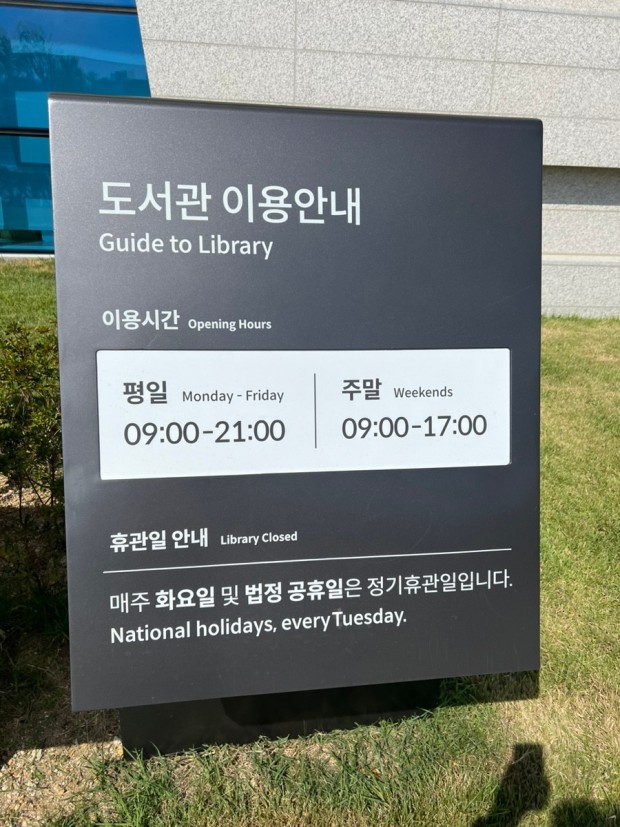 도서관 이용안내
Guide to Library
이용시간 Opening Hours
평일 Monday - Friday
09:00-21:00
주말 Weekends
09:00-17:00
휴관일 안내 Library Closed
매주 화요일 및 법정 공휴일은 정기휴관일입니다.
National holidays, every Tuesday.